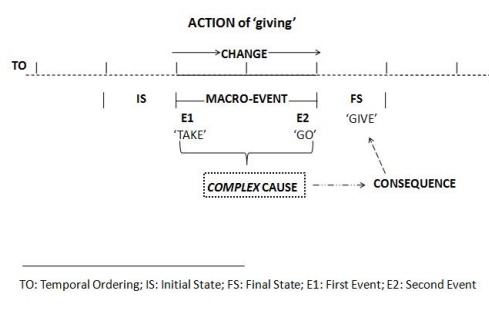 ACTION of ‘giving’
CHANGE
TO
IS MACRO-EVENT FS
E1 E2 ‘GIVE’
‘TAKE’ ‘GO’
COMPLEX CAUSE CONSEQUENCE
TO: Temporal Ordering; IS: Initial State; FS: Final State; E1: First Event; E2: Second Event